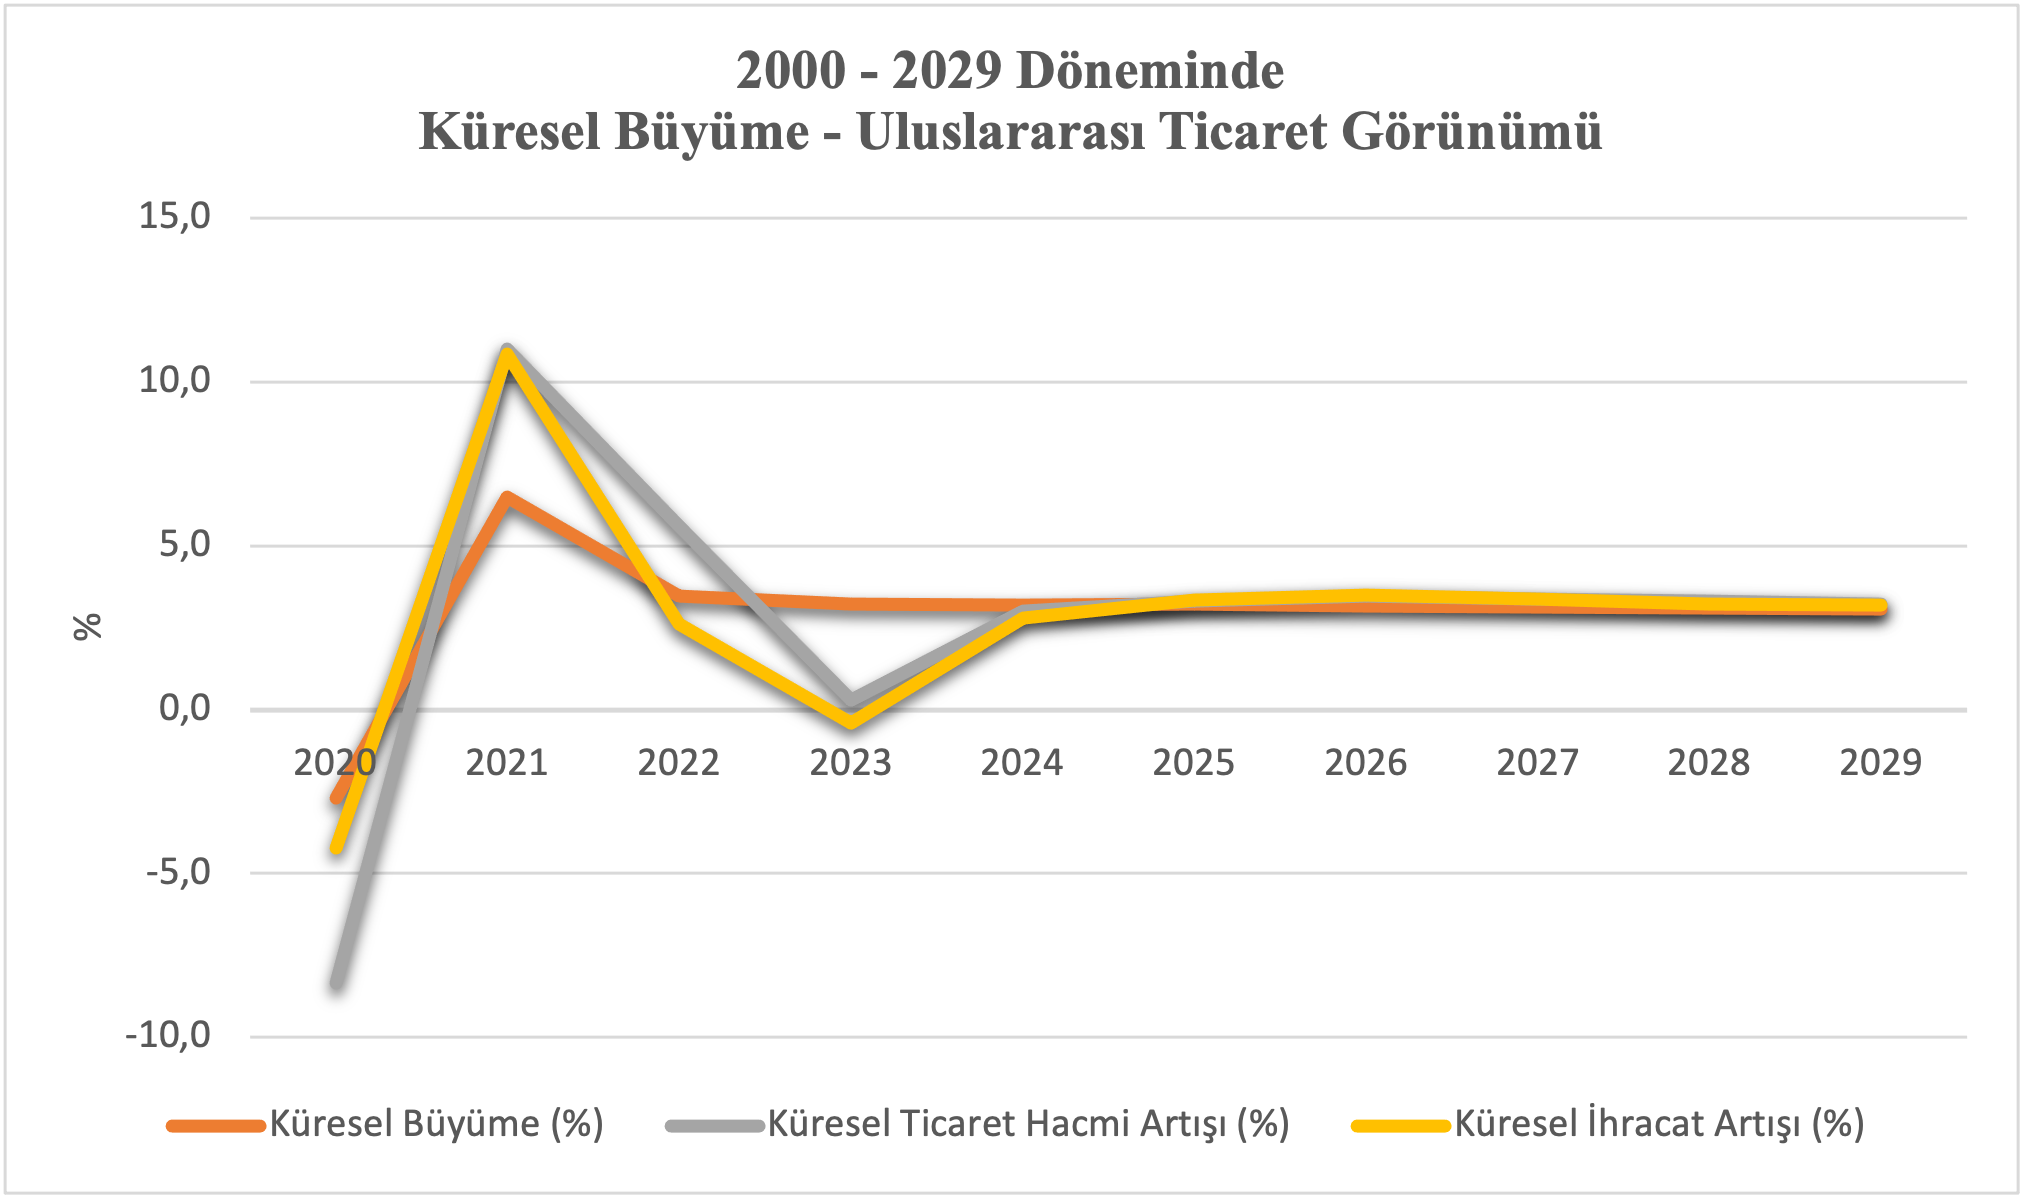 2000 - 2029 Döneminde
Küresel Büyüme - Uluslararası Ticaret Görünümü
15,0
10,0
5,0
0,0
-5,0
-10,0
%
2020 2021 2022 2023 2024 2025 2026 2027 2028 2029
Küresel Büyüme (%) Küresel Ticaret Hacmi Artışı (%) Küresel İhracat Artışı (%)